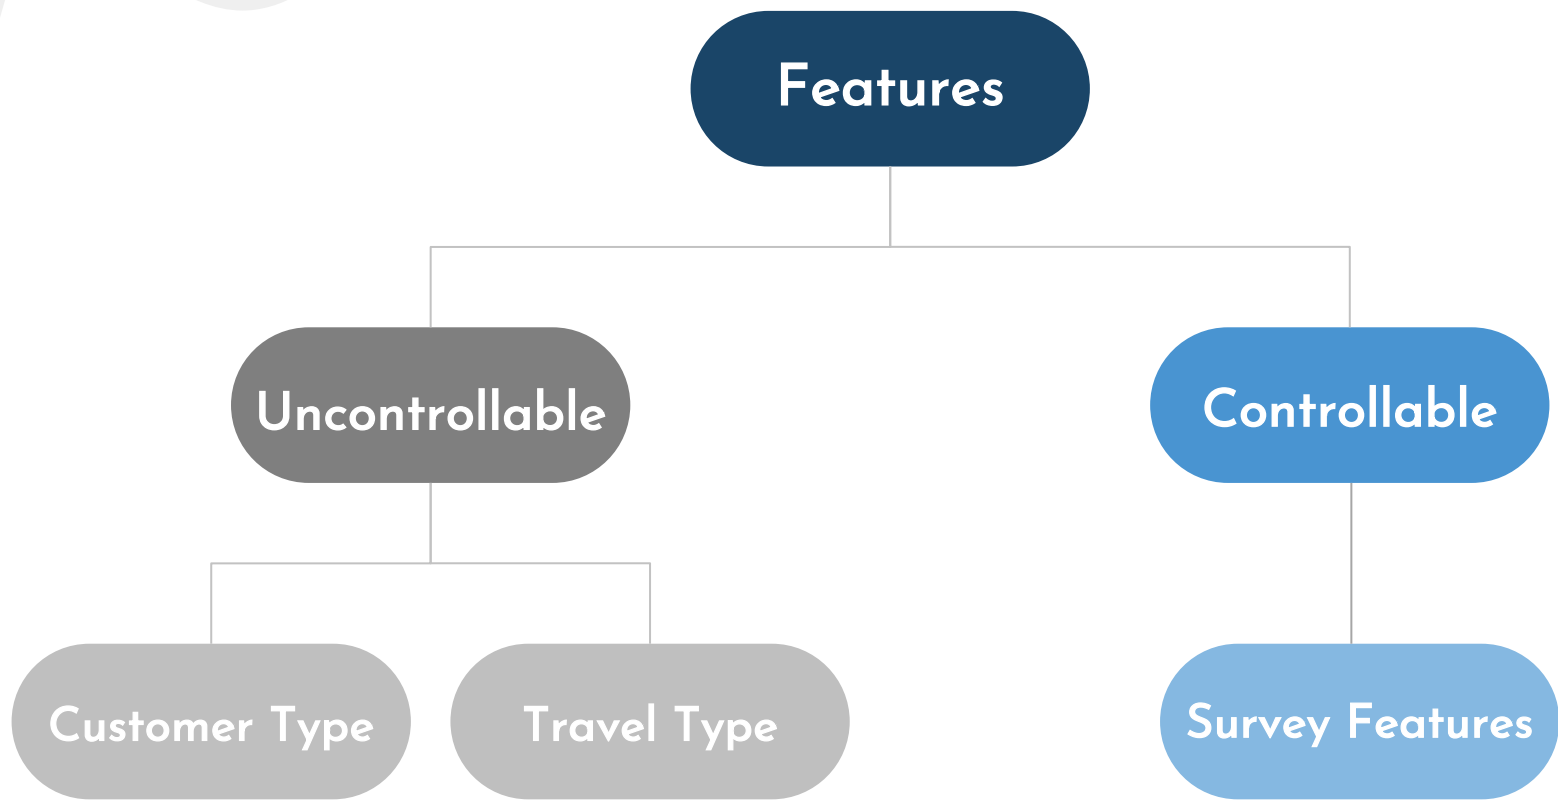 Features
Uncontrollable
Controllable
Customer Type
Travel Type
Survey Features